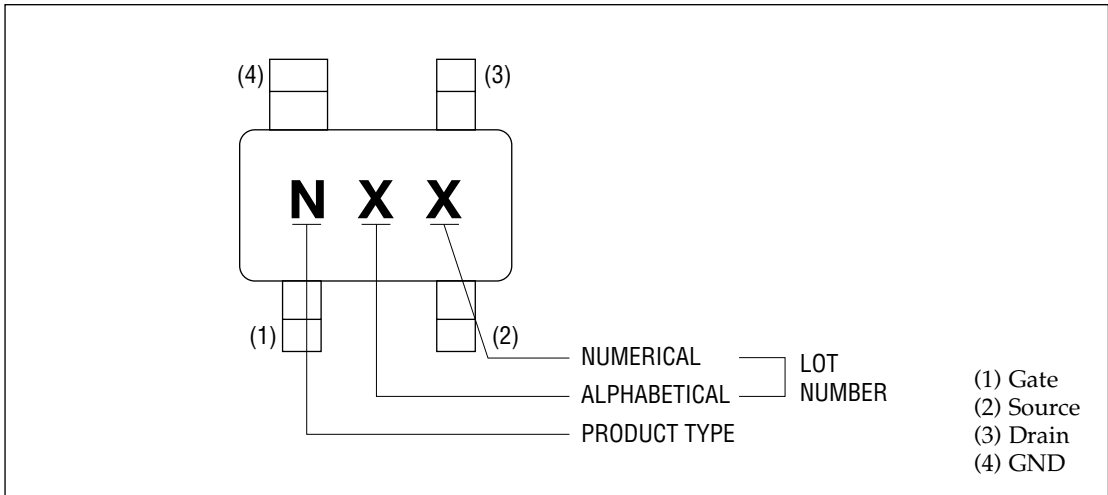 (4) (3)
N X X
(1) (2)
NUMERICAL
ALPHABETICAL
LOT
NUMBER
PRODUCT TYPE
(1) Gate
(2) Source
(3) Drain
(4) GND